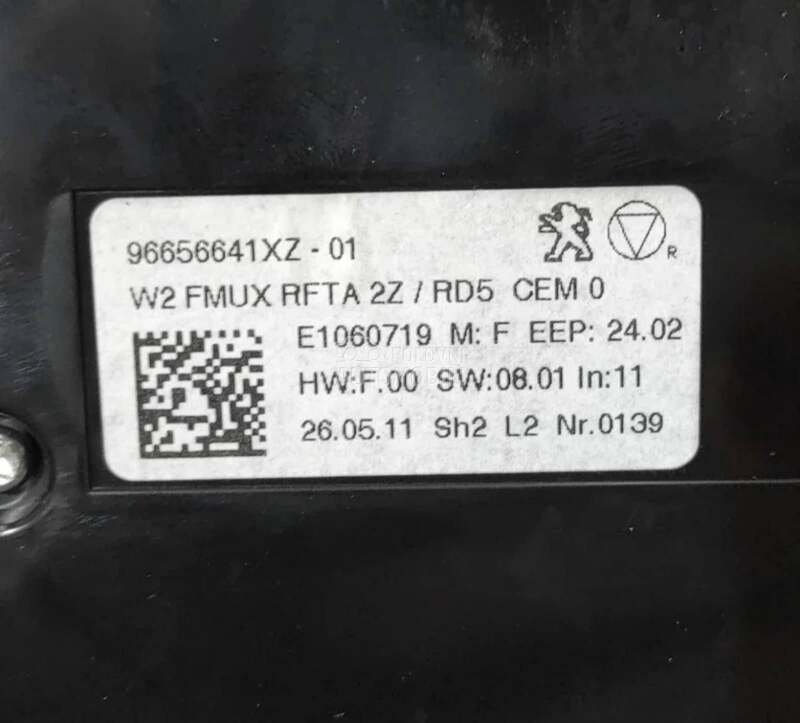 96656641XZ - 01
R
W2 FMUX RFTA 2Z / RD5 CEM 0
E1060719 M: F EEP: 24.02
HW:F.00 SW:08.01 In:11
26.05.11 Sh2 L2 Nr.0139